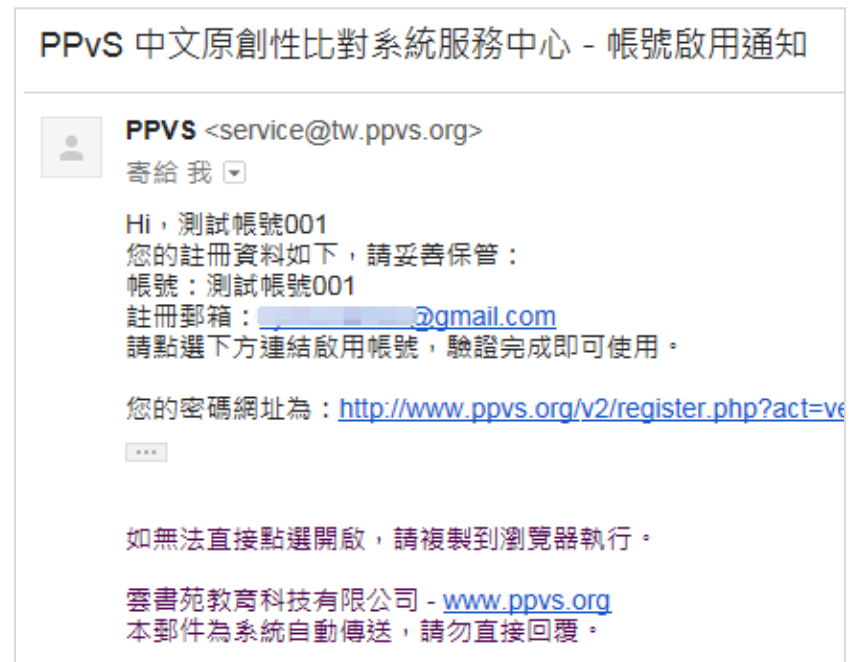 PPvS 中文原創性比對系統服務中心 - 帳號啟用通知
PPVS <service@tw.ppvs.org>
寄給 我
Hi，測試帳號001
您的註冊資料如下，請妥善保管：
帳號：測試帳號001
註冊郵箱： @gmail.com
請點選下方連結啟用帳號，驗證完成即可使用。
您的密碼網址為：http://www.ppvs.org/v2/register.php?act=ve
如無法直接點選開啟，請複製到瀏覽器執行。
雲書苑教育科技有限公司 - www.ppvs.org
本郵件為系統自動傳送，請勿直接回覆。